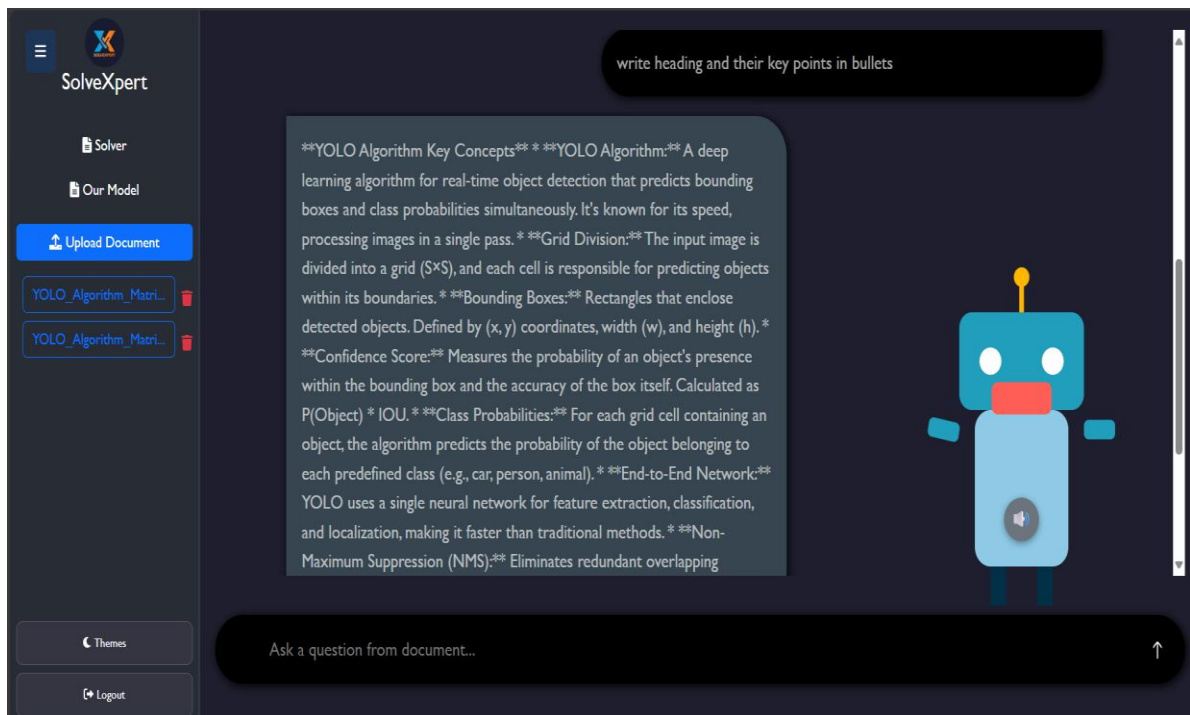 SolveXpert
Solver
Our Model
Upload Document
YOLO_Algorithm_Matri...
YOLO_Algorithm_Matri...
Themes
Logout
write heading and their key points in bullets
**YOLO Algorithm Key Concepts** * **YOLO Algorithm:** A deep
learning algorithm for real-time object detection that predicts bounding
boxes and class probabilities simultaneously. It's known for its speed,
processing images in a single pass. * **Grid Division:** The input image is
divided into a grid (S×S), and each cell is responsible for predicting objects
within its boundaries. * **Bounding Boxes:** Rectangles that enclose
detected objects. Defined by (x, y) coordinates, width (w), and height (h). *
**Confidence Score:** Measures the probability of an object's presence
within the bounding box and the accuracy of the box itself. Calculated as
P(Object) * IOU. * **Class Probabilities:** For each grid cell containing an
object, the algorithm predicts the probability of the object belonging to
each predefined class (e.g., car, person, animal). * **End-to-End Network:**
YOLO uses a single neural network for feature extraction, classification,
and localization, making it faster than traditional methods. * **Non-
Maximum Suppression (NMS):** Eliminates redundant overlapping
Ask a question from document...